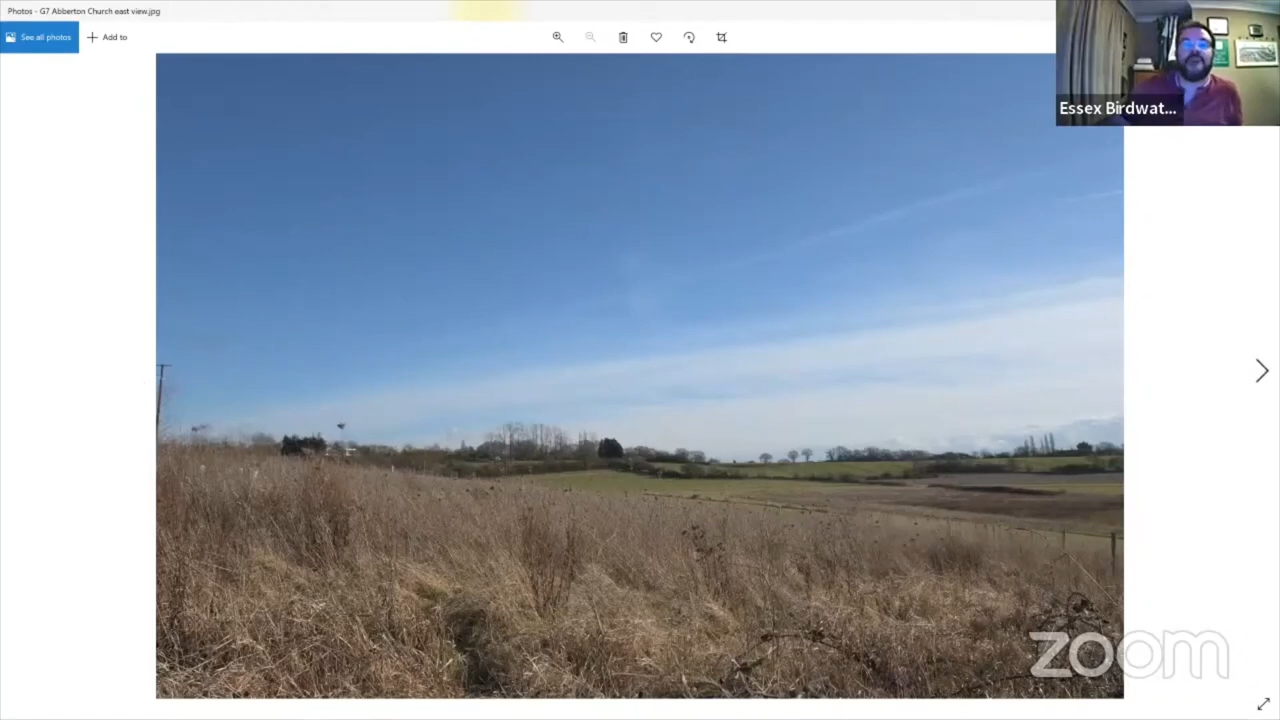 Photos - G7 Abberton Church east view.jpg
See all photos
Add to
Essex Birdwat...
zoom